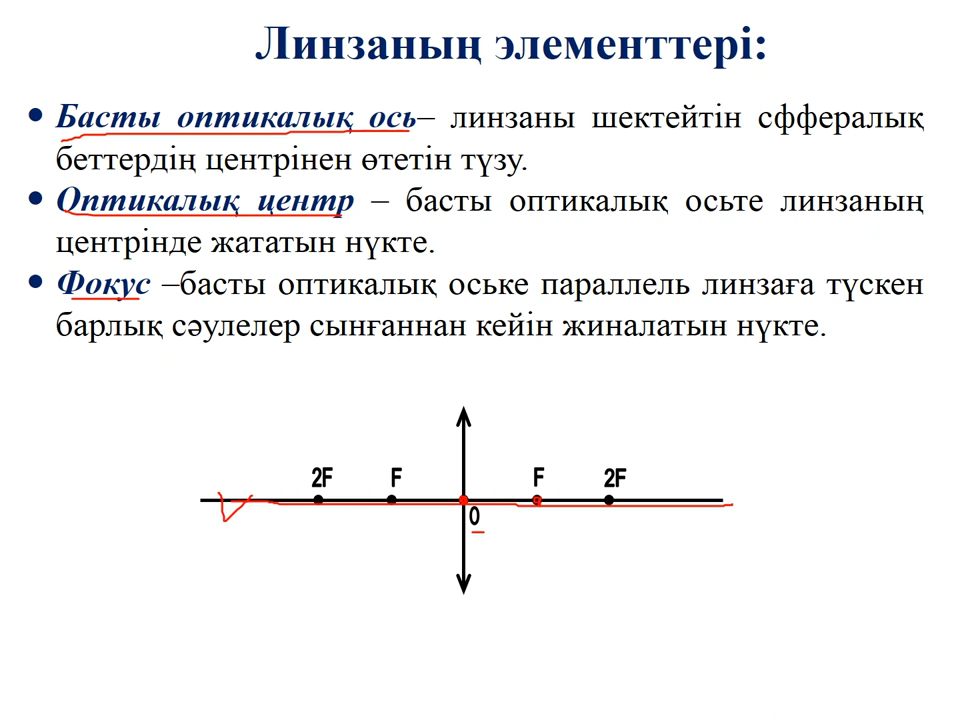 Линзаның элементтері:
• Басты оптикалық ось– линзаны шектейтін сффералық
беттердің центрінен өтетін түзу.
• Оптикалық центр – басты оптикалық осьте линзаның
центрінде жататын нүкте.
• Фокус –басты оптикалық оське параллель линзаға түскен
барлық сәулелер сынғаннан кейін жиналатын нүкте.
2F F F 2F
O